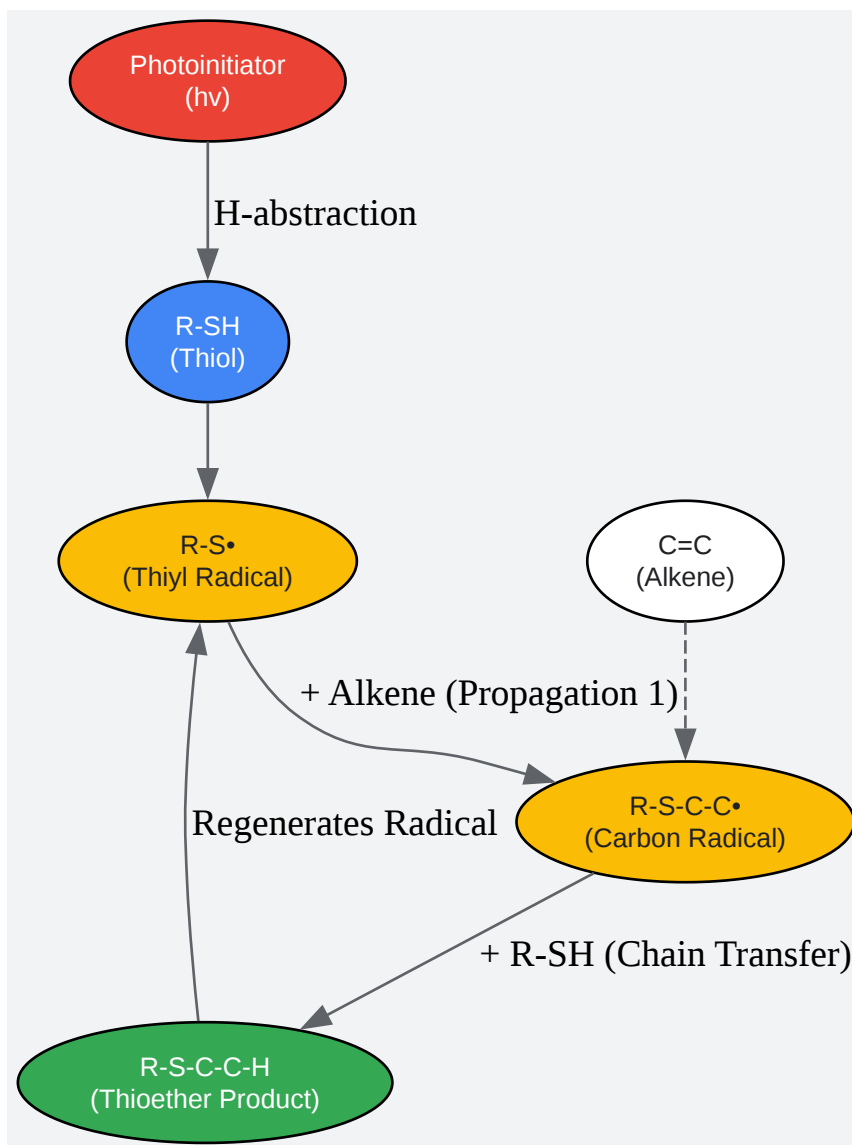 Photoinitiator
(hv)
H-abstraction
R-SH
(Thiol)
R-S•
(Thiyl Radical)
C=C
(Alkene)
+ Alkene (Propagation 1)
R-S-C-C•
(Carbon Radical)
Regenerates Radical
+ R-SH (Chain Transfer)
R-S-C-C-H
(Thioether Product)